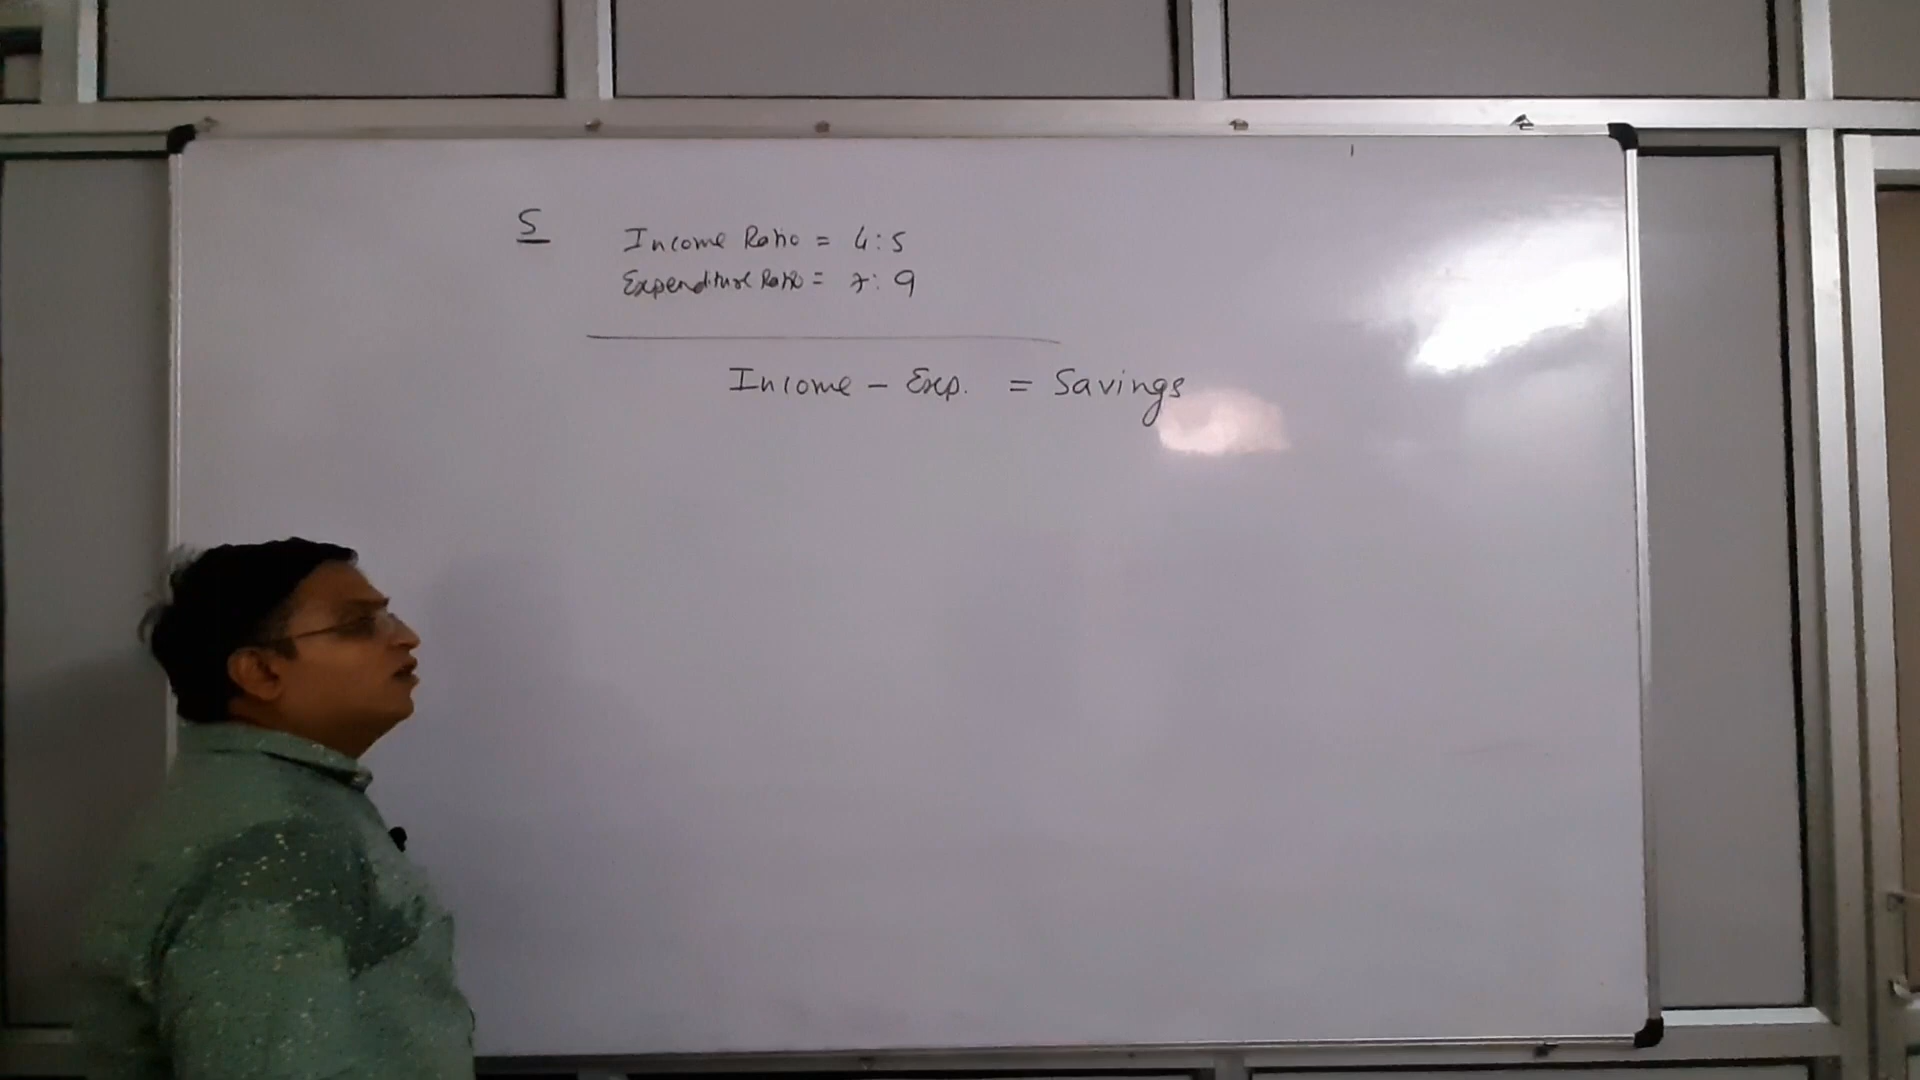 5
Income Ratio = 4:5
Expenditure Ratio = 7:9
Income - Exp. = Savings